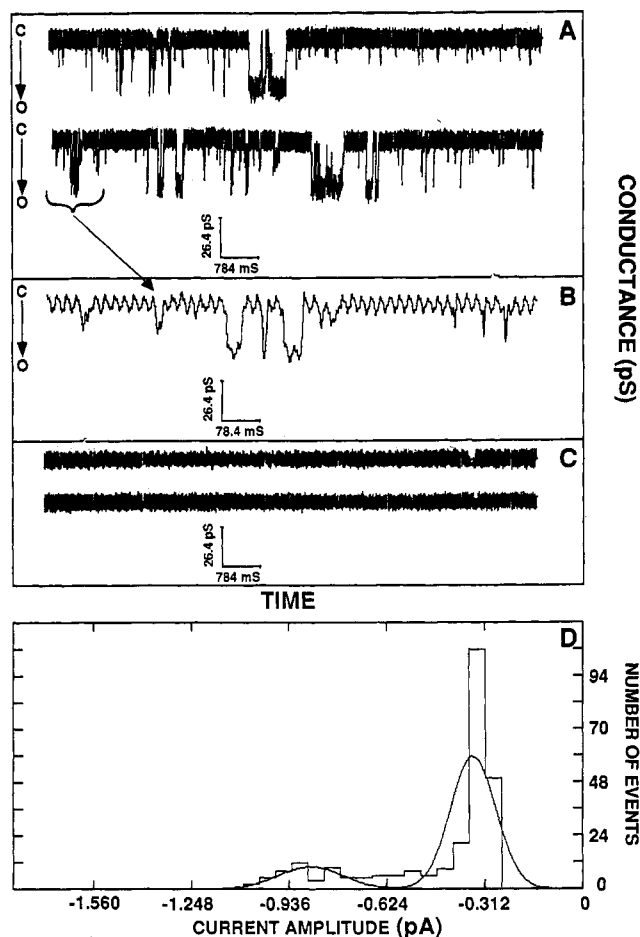 A
C
O
C
O
26.4 pS
784 mS
B
C
O
26.4 pS
78.4 mS
C
26.4 pS
784 mS
CONDUCTANCE (pS)
TIME
D
94
70
48
24
0
NUMBER OF EVENTS
-1.560 -1.248 -0.936 -0.624 -0.312 0
CURRENT AMPLITUDE (pA)